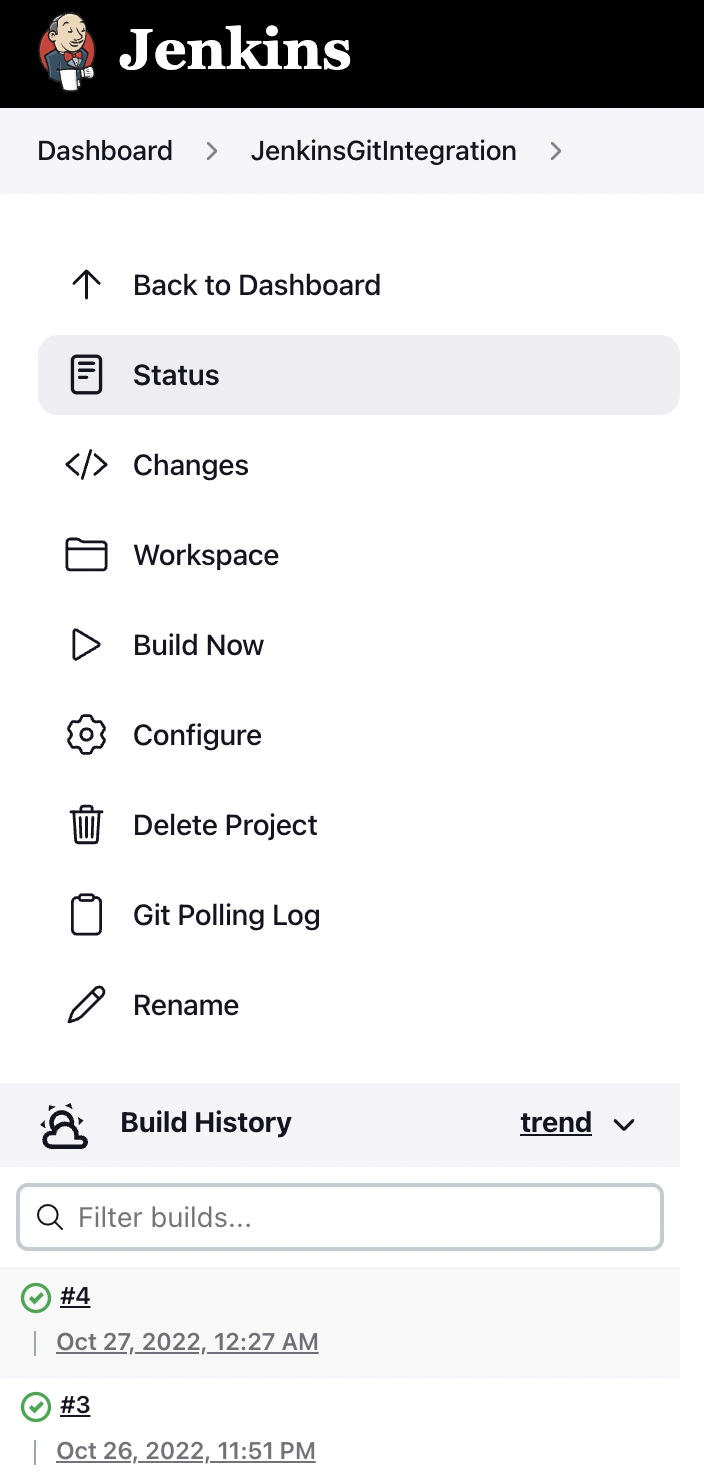 Jenkins
Dashboard > JenkinsGitIntegration >
Back to Dashboard
Status
</> Changes
Workspace
Build Now
Configure
Delete Project
Git Polling Log
Rename
Build History trend
Filter builds...
#4
Oct 27, 2022, 12:27 AM
#3
Oct 26, 2022, 11:51 PM